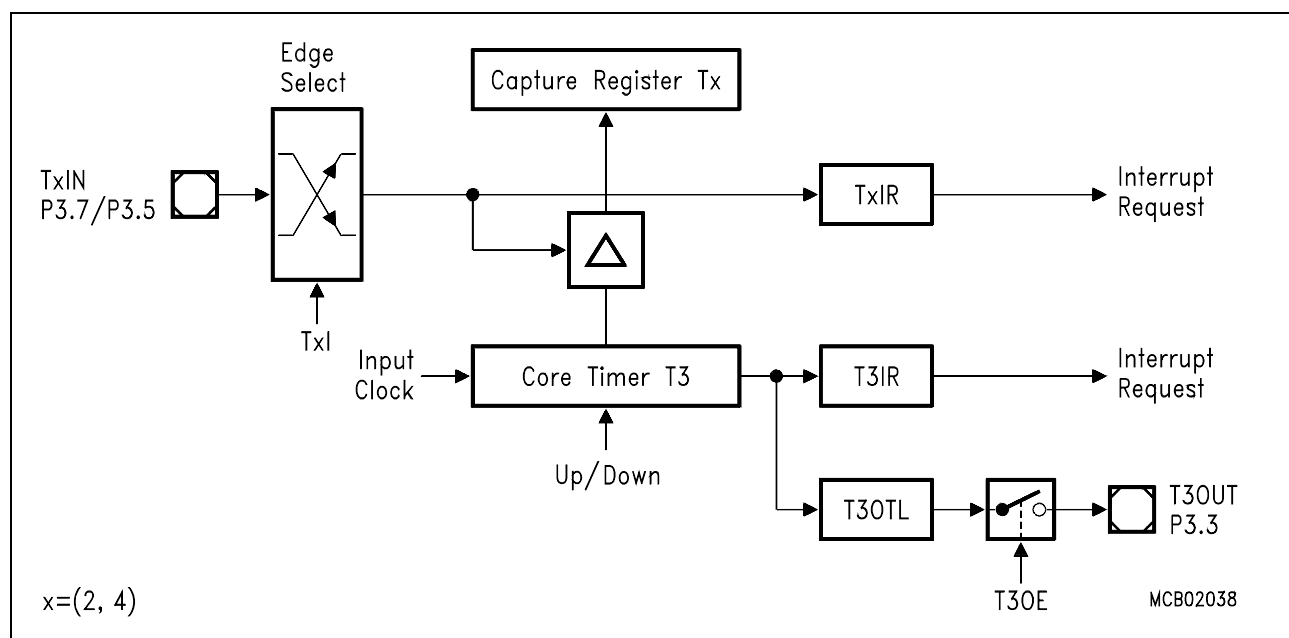 Edge
Select
Capture Register Tx
TxIN
P3.7/P3.5
TxIR
Interrupt
Request
TxI
Input
Clock
Core Timer T3
T3IR
Interrupt
Request
Up/Down
T3OTL
T3OUT
P3.3
T3OE
x=(2, 4)
MCB02038